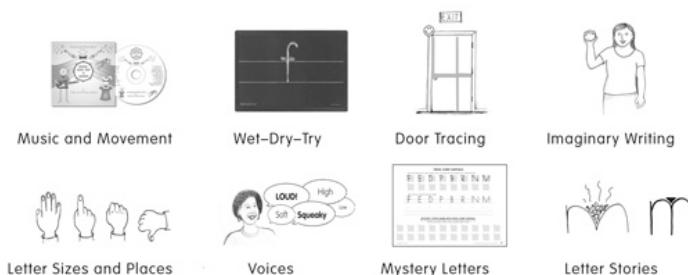 EXIT
Music and Movement
Wet–Dry–Try
Door Tracing
Imaginary Writing
LOUD!
High
Soft
Squeaky
Low
F E D P B R N M
F E D P B R N M
Letter Sizes and Places
Voices
Mystery Letters
Letter Stories